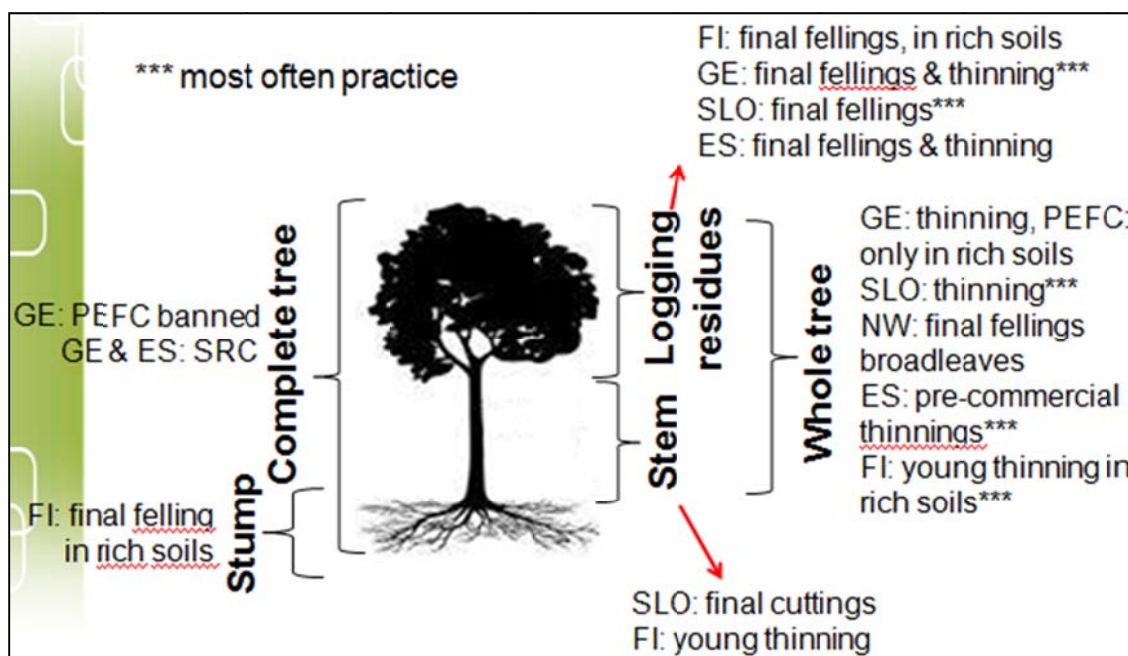 *** most often practice
FI: final fellings, in rich soils
GE: final fellings & thinning***
SLO: final fellings***
ES: final fellings & thinning
GE: PEFC banned
GE & ES: SRC
Complete tree
FI: final felling
in rich soils
Stump
Logging
residues
Stem
Whole tree
GE: thinning, PEFC:
only in rich soils
SLO: thinning***
NW: final fellings
broadleaves
ES: pre-commercial
thinnings***
FI: young thinning in
rich soils***
SLO: final cuttings
FI: young thinning